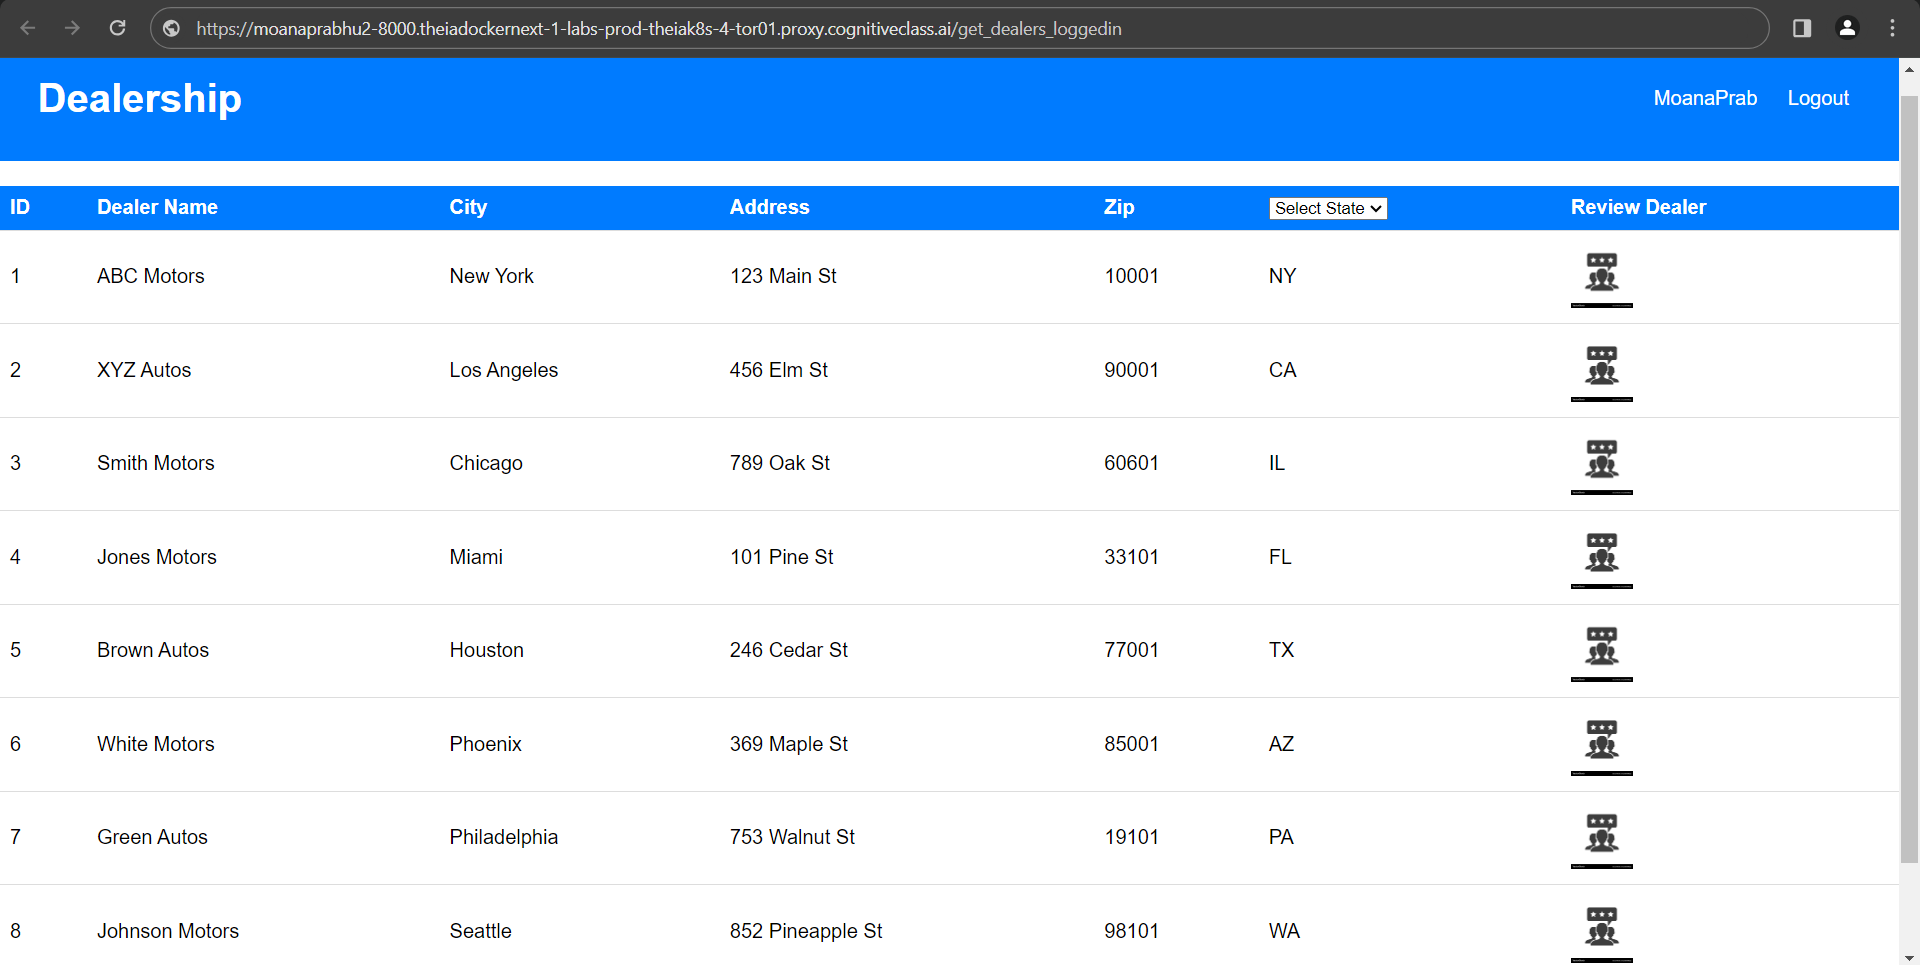 https://moanaprabhu2-8000.theiadockernext-1-labs-prod-theiak8s-4-tor01.proxy.cognitiveclass.ai/get_dealers_loggedin
Dealership MoanaPrab Logout
ID Dealer Name City Address Zip Select State Review Dealer
1 ABC Motors New York 123 Main St 10001 NY
2 XYZ Autos Los Angeles 456 Elm St 90001 CA
3 Smith Motors Chicago 789 Oak St 60601 IL
4 Jones Motors Miami 101 Pine St 33101 FL
5 Brown Autos Houston 246 Cedar St 77001 TX
6 White Motors Phoenix 369 Maple St 85001 AZ
7 Green Autos Philadelphia 753 Walnut St 19101 PA
8 Johnson Motors Seattle 852 Pineapple St 98101 WA